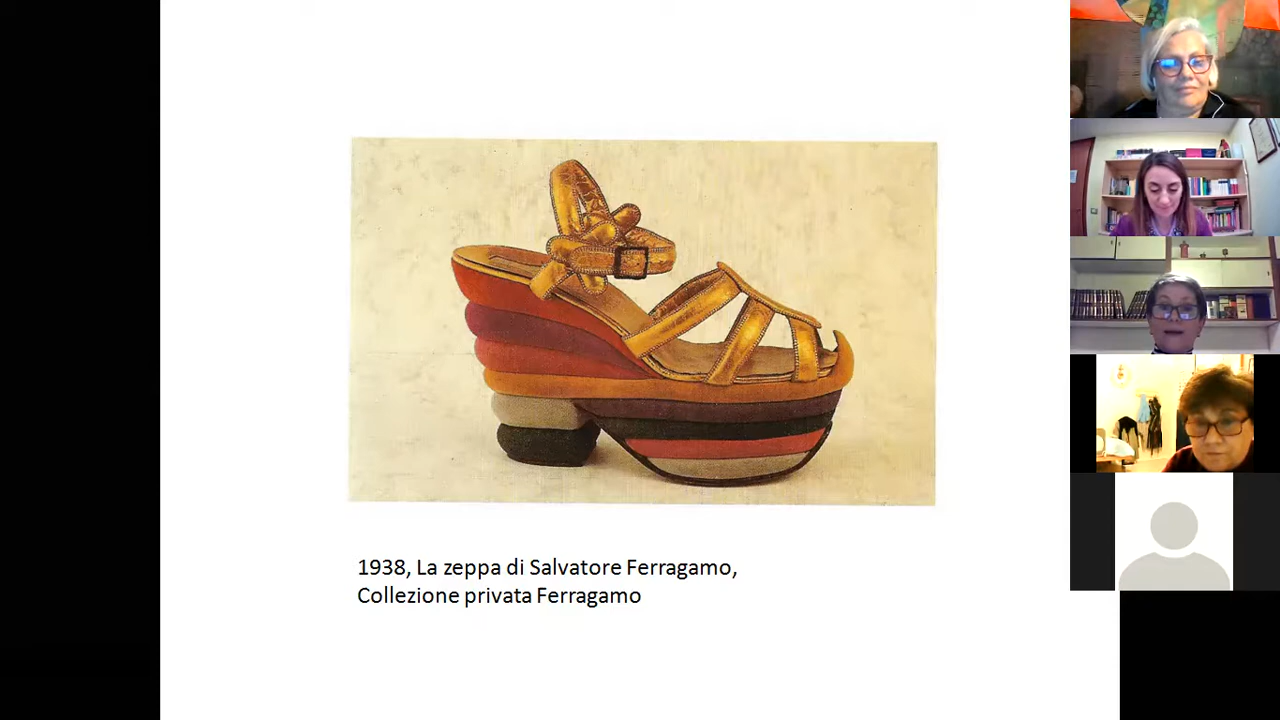 1938, La zeppa di Salvatore Ferragamo,
Collezione privata Ferragamo